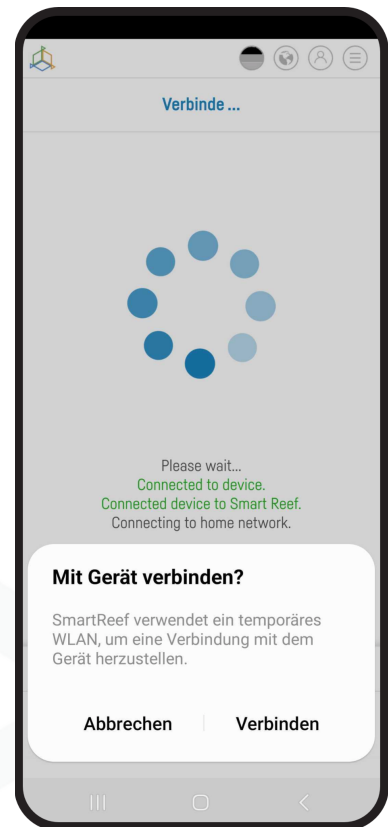 Verbinde ...
Please wait...
Connected to device.
Connected device to Smart Reef.
Connecting to home network.
Mit Gerät verbinden?
SmartReef verwendet ein temporäres
WLAN, um eine Verbindung mit dem
Gerät herzustellen.
Abbrechen Verbinden